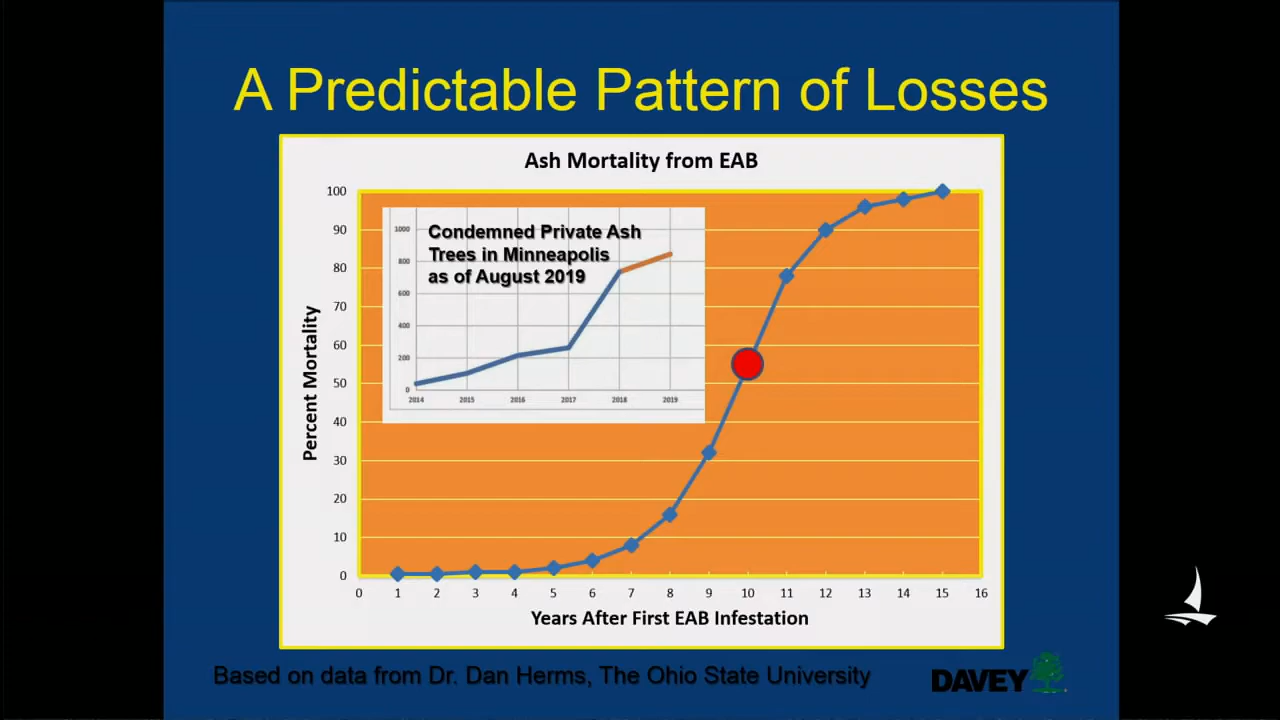 A Predictable Pattern of Losses
Ash Mortality from EAB
Percent Mortality
100
90
80
70
60
50
40
30
20
10
0
0 1 2 3 4 5 6 7 8 9 10 11 12 13 14 15 16
Years After First EAB Infestation
Condemned Private Ash
Trees in Minneapolis
as of August 2019
1000
800
600
400
200
0
2014 2015 2016 2017 2018 2019
Based on data from Dr. Dan Herms, The Ohio State University
DAVEY